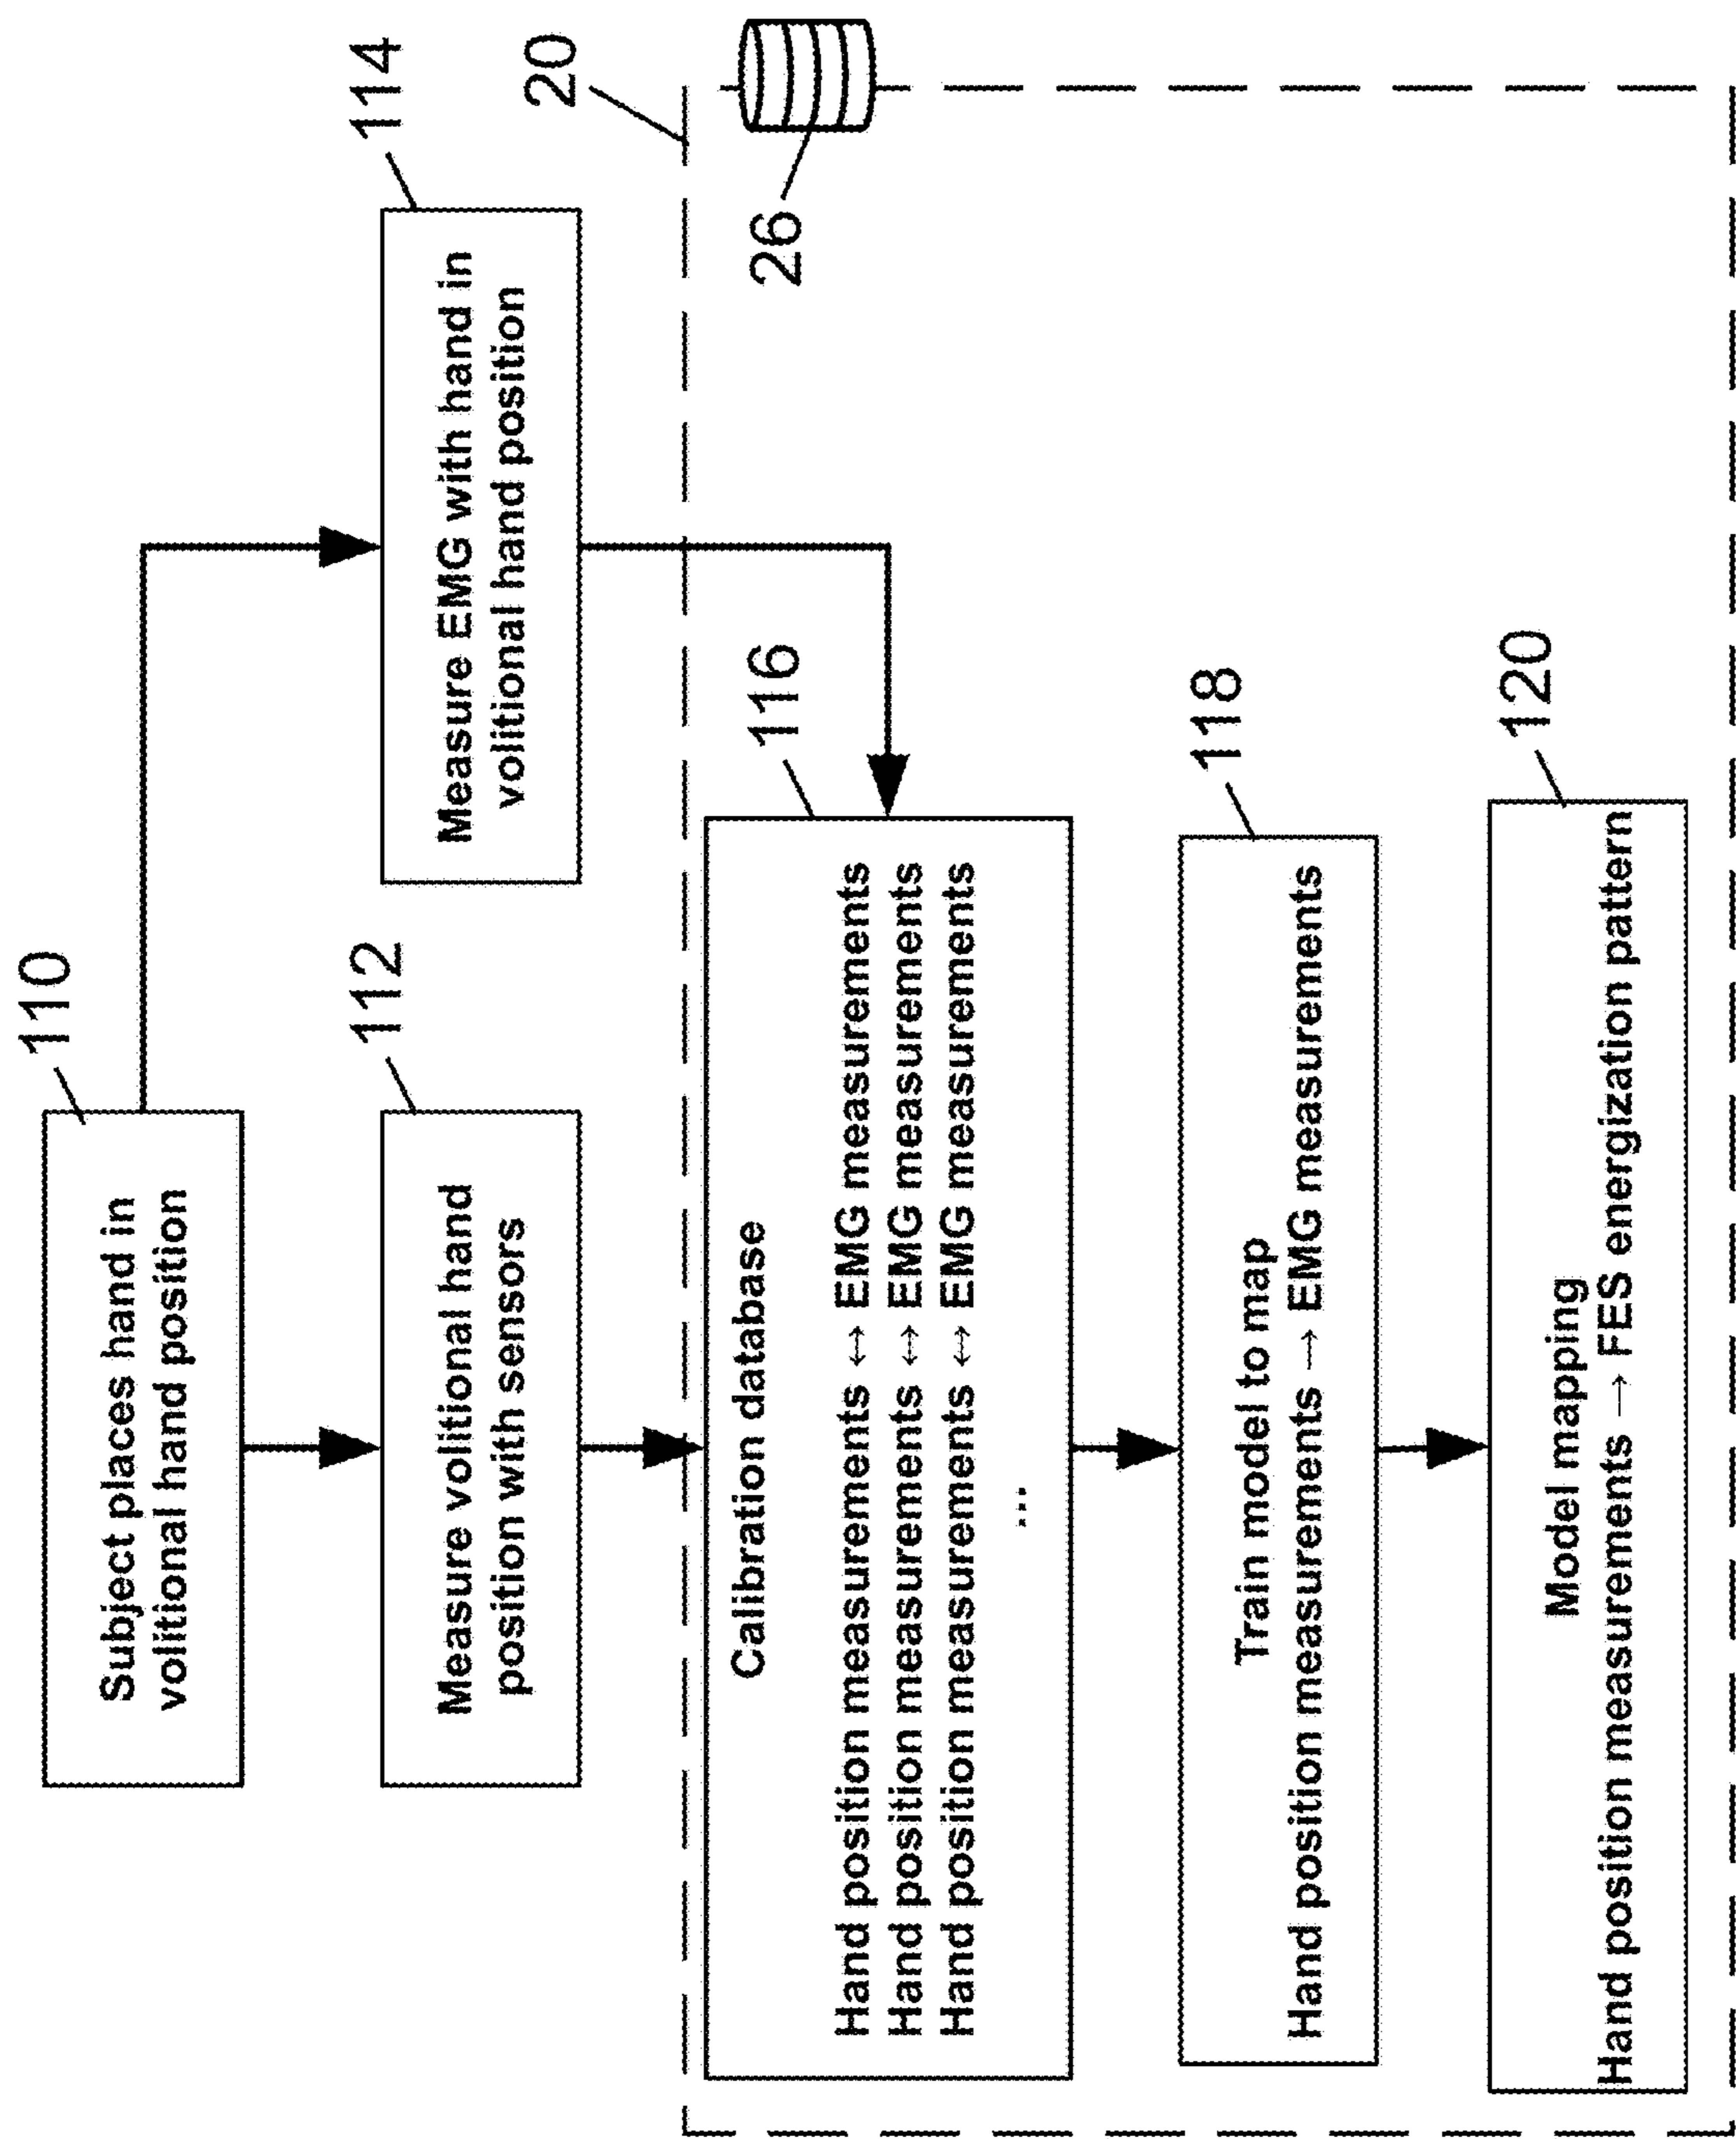 110
Subject places hand in
volitional hand position
112
Measure volitional hand
position with sensors
114
Measure EMG with hand in
volitional hand position
20
26
116
Calibration database
Hand position measurements ↔ EMG measurements
Hand position measurements ↔ EMG measurements
Hand position measurements ↔ EMG measurements
...
118
Train model to map
Hand position measurements → EMG measurements
120
Model mapping
Hand position measurements → FES energization pattern